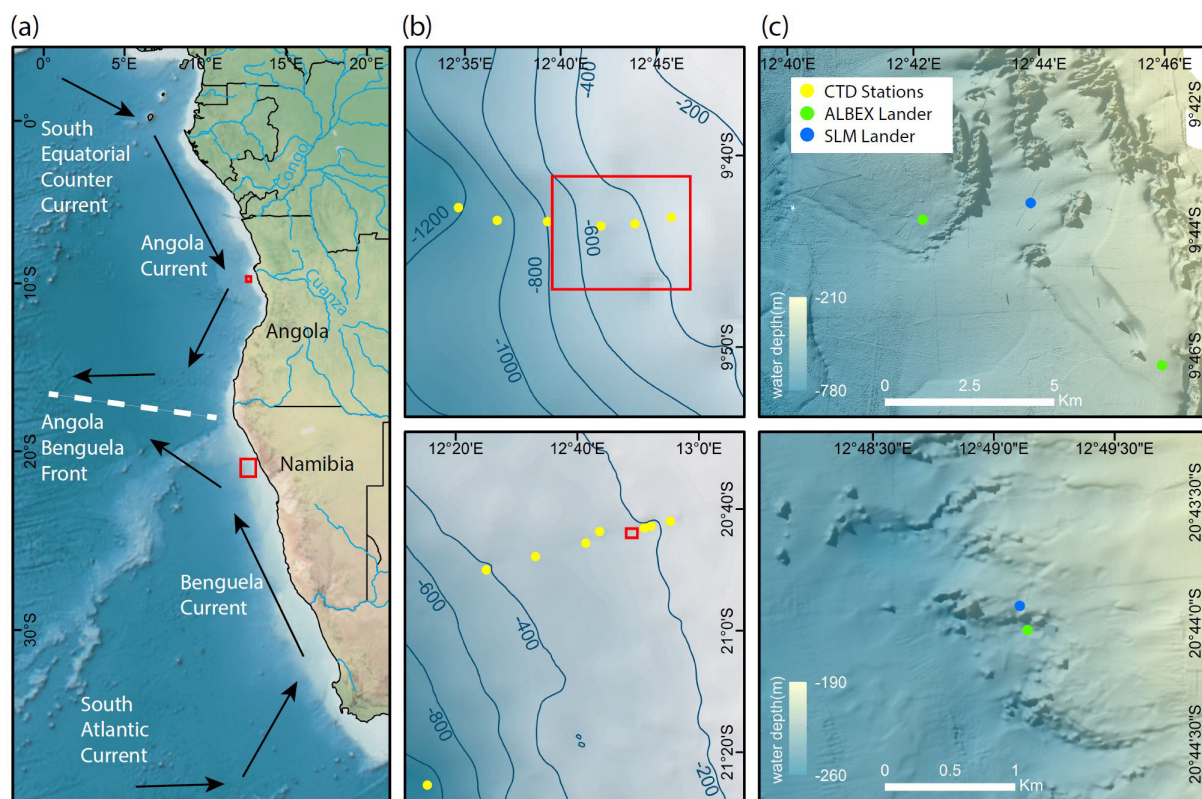 (a)
0°
5°E
10°E
15°E
20°E
0°
10°S
20°S
30°S
South
Equatorial
Counter
Current
Congo
Angola
Current
Cuanza
Angola
Angola
Benguela
Front
Namibia
Benguela
Current
South
Atlantic
Current
(b)
12°35'E
12°40'E
12°45'E
-400
-200
9°40'S
-1200
-600
-800
-1000
9°50'S
12°20'E
12°40'E
13°0'E
20°40'S
-600
-400
21°0'S
-800
-200
21°20'S
(c)
12°40'E
12°42'E
12°44'E
12°46'E
CTD Stations
ALBEX Lander
SLM Lander
9°42'S
9°44'S
9°46'S
water depth(m)
-210
-780
0 2.5 5
Km
12°48'30"E
12°49'0"E
12°49'30"E
20°43'30"S
20°44'0"S
20°44'30"S
water depth(m)
-190
-260
0 0.5 1
Km